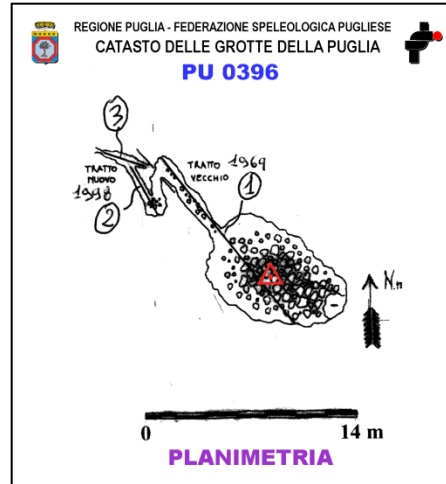 REGIONE PUGLIA - FEDERAZIONE SPELEOLOGICA PUGLIESE
CATASTO DELLE GROTTE DELLA PUGLIA
PU 0396
3
TRATTO NUOVO
1998
2
TRATTO VECCHIO
1969
1
N.m
0 14 m
PLANIMETRIA